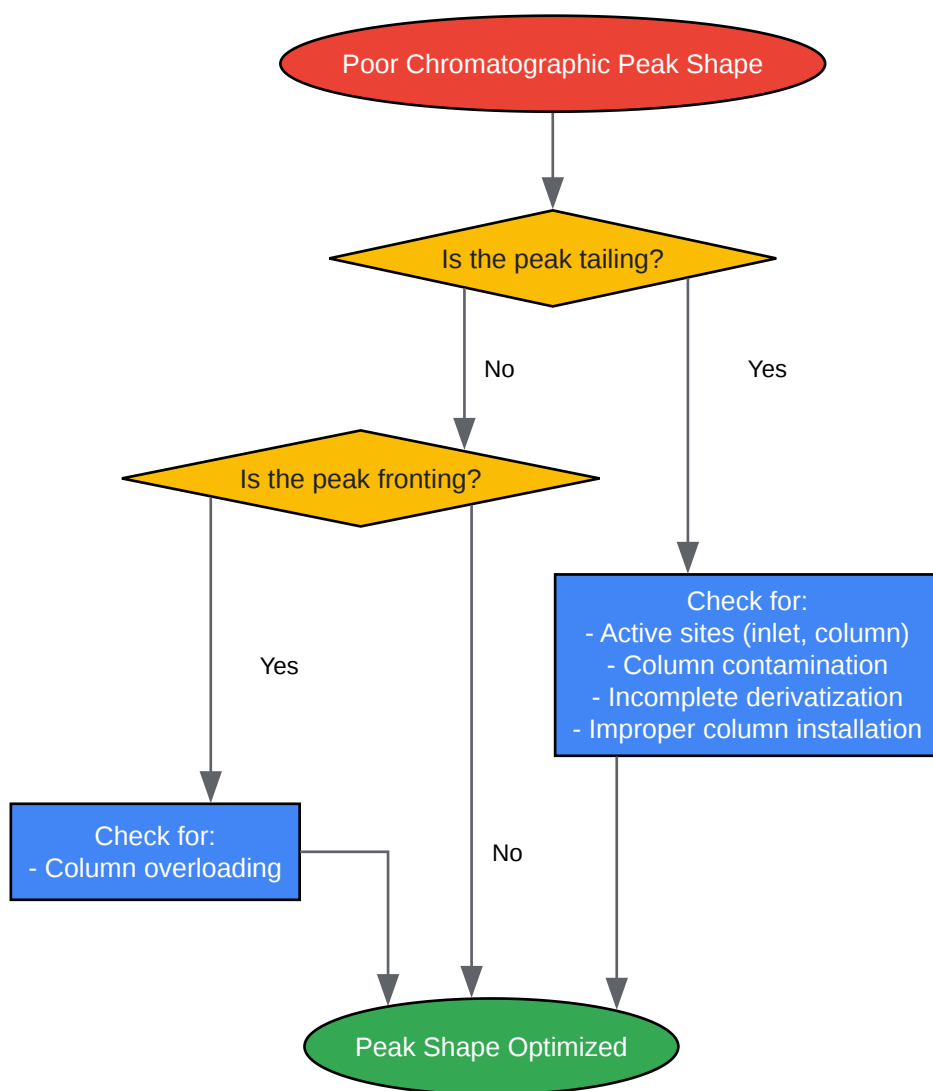 Poor Chromatographic Peak Shape
Is the peak tailing?
No
Yes
Is the peak fronting?
Check for:
- Active sites (inlet, column)
- Column contamination
- Incomplete derivatization
- Improper column installation
Yes
Check for:
- Column overloading
No
Peak Shape Optimized